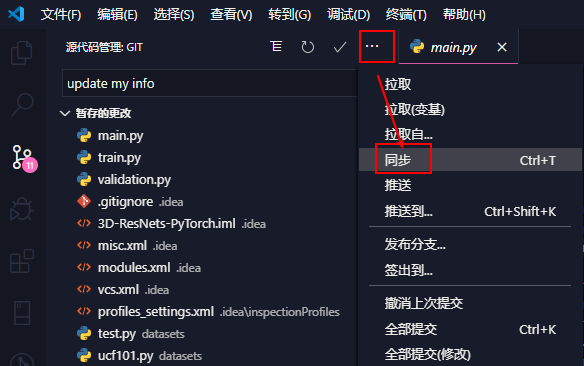 文件(F) 编辑(E) 选择(S) 查看(V) 转到(G) 调试(D) 终端(T) 帮助(H)
源代码管理: GIT
main.py
update my info
暂存的更改
main.py
train.py
validation.py
.gitignore .idea
3D-ResNets-PyTorch.iml .idea
misc.xml .idea
modules.xml .idea
vcs.xml .idea
profiles_settings.xml .idea\inspectionProfiles
test.py datasets
ucf101.py datasets
11
拉取
拉取(变基)
拉取自...
同步 Ctrl+T
推送
推送到... Ctrl+Shift+K
发布分支...
签出到...
撤消上次提交
全部提交 Ctrl+K
全部提交(修改)